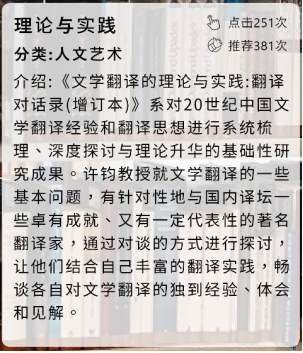 理论与实践
点击251次
推荐381次
分类:人文艺术
介绍:《文学翻译的理论与实践:翻译
对话录(增订本)》系对20世纪中国文
学翻译经验和翻译思想进行系统梳
理、深度探讨与理论升华的基础性研
究成果。许钧教授就文学翻译的一些
基本问题,有针对性地与国内译坛一
些卓有成就、又有一定代表性的著名
翻译家,通过对谈的方式进行探讨,
让他们结合自己丰富的翻译实践,畅
谈各自对文学翻译的独到经验、体会
和见解。